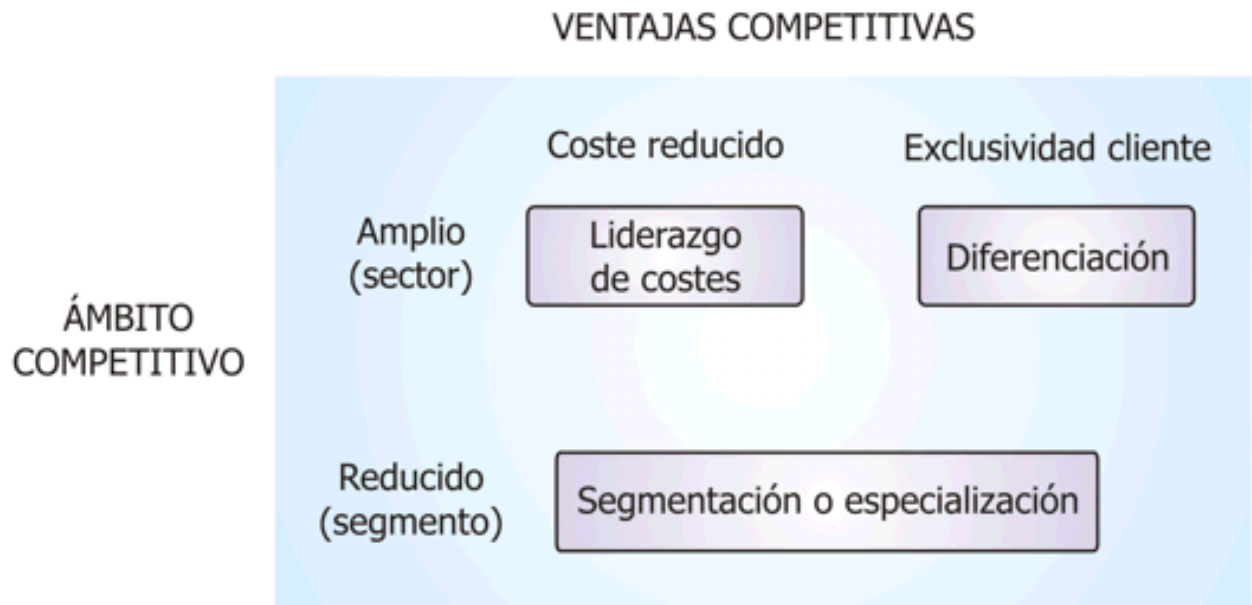 VENTAJAS COMPETITIVAS
Coste reducido
Exclusividad cliente
Amplio
(sector)
Liderazgo
de costes
Diferenciación
ÁMBITO
COMPETITIVO
Reducido
(segmento)
Segmentación o especialización